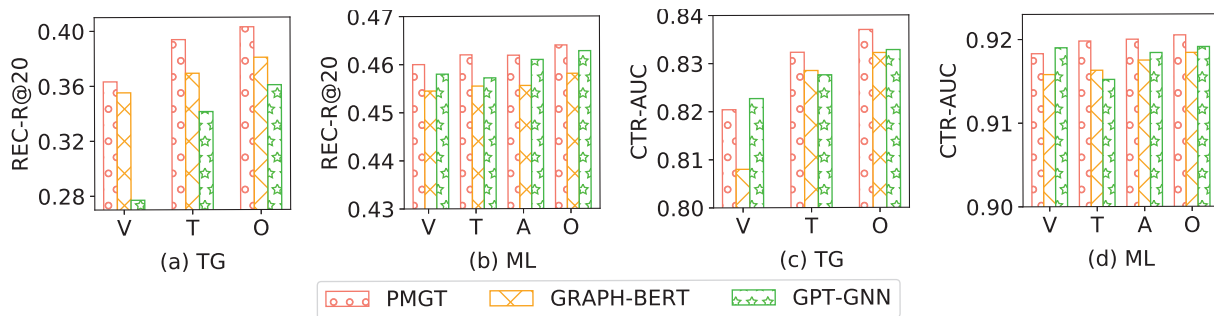 REC-R@20
0.40
0.36
0.32
0.28
V T O
(a) TG
REC-R@20
0.47
0.46
0.45
0.44
0.43
V T A O
(b) ML
CTR-AUC
0.84
0.83
0.82
0.81
0.80
V T O
(c) TG
CTR-AUC
0.92
0.91
0.90
V T A O
(d) ML
PMGT GRAPH-BERT GPT-GNN